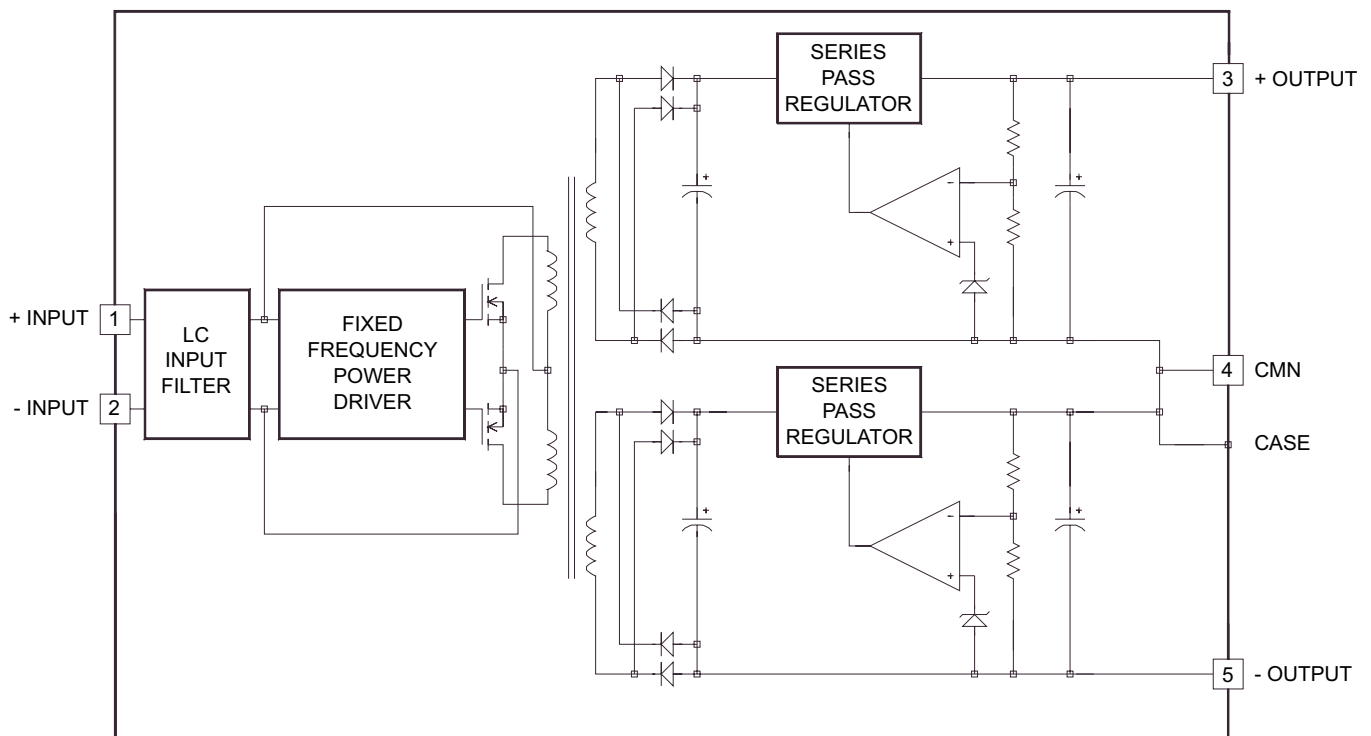 SERIES
PASS
REGULATOR
3 + OUTPUT
+
-
+
+ INPUT 1
LC
INPUT
FILTER
- INPUT 2
FIXED
FREQUENCY
POWER
DRIVER
4 CMN
CASE
SERIES
PASS
REGULATOR
+
-
+
+
+
5 - OUTPUT